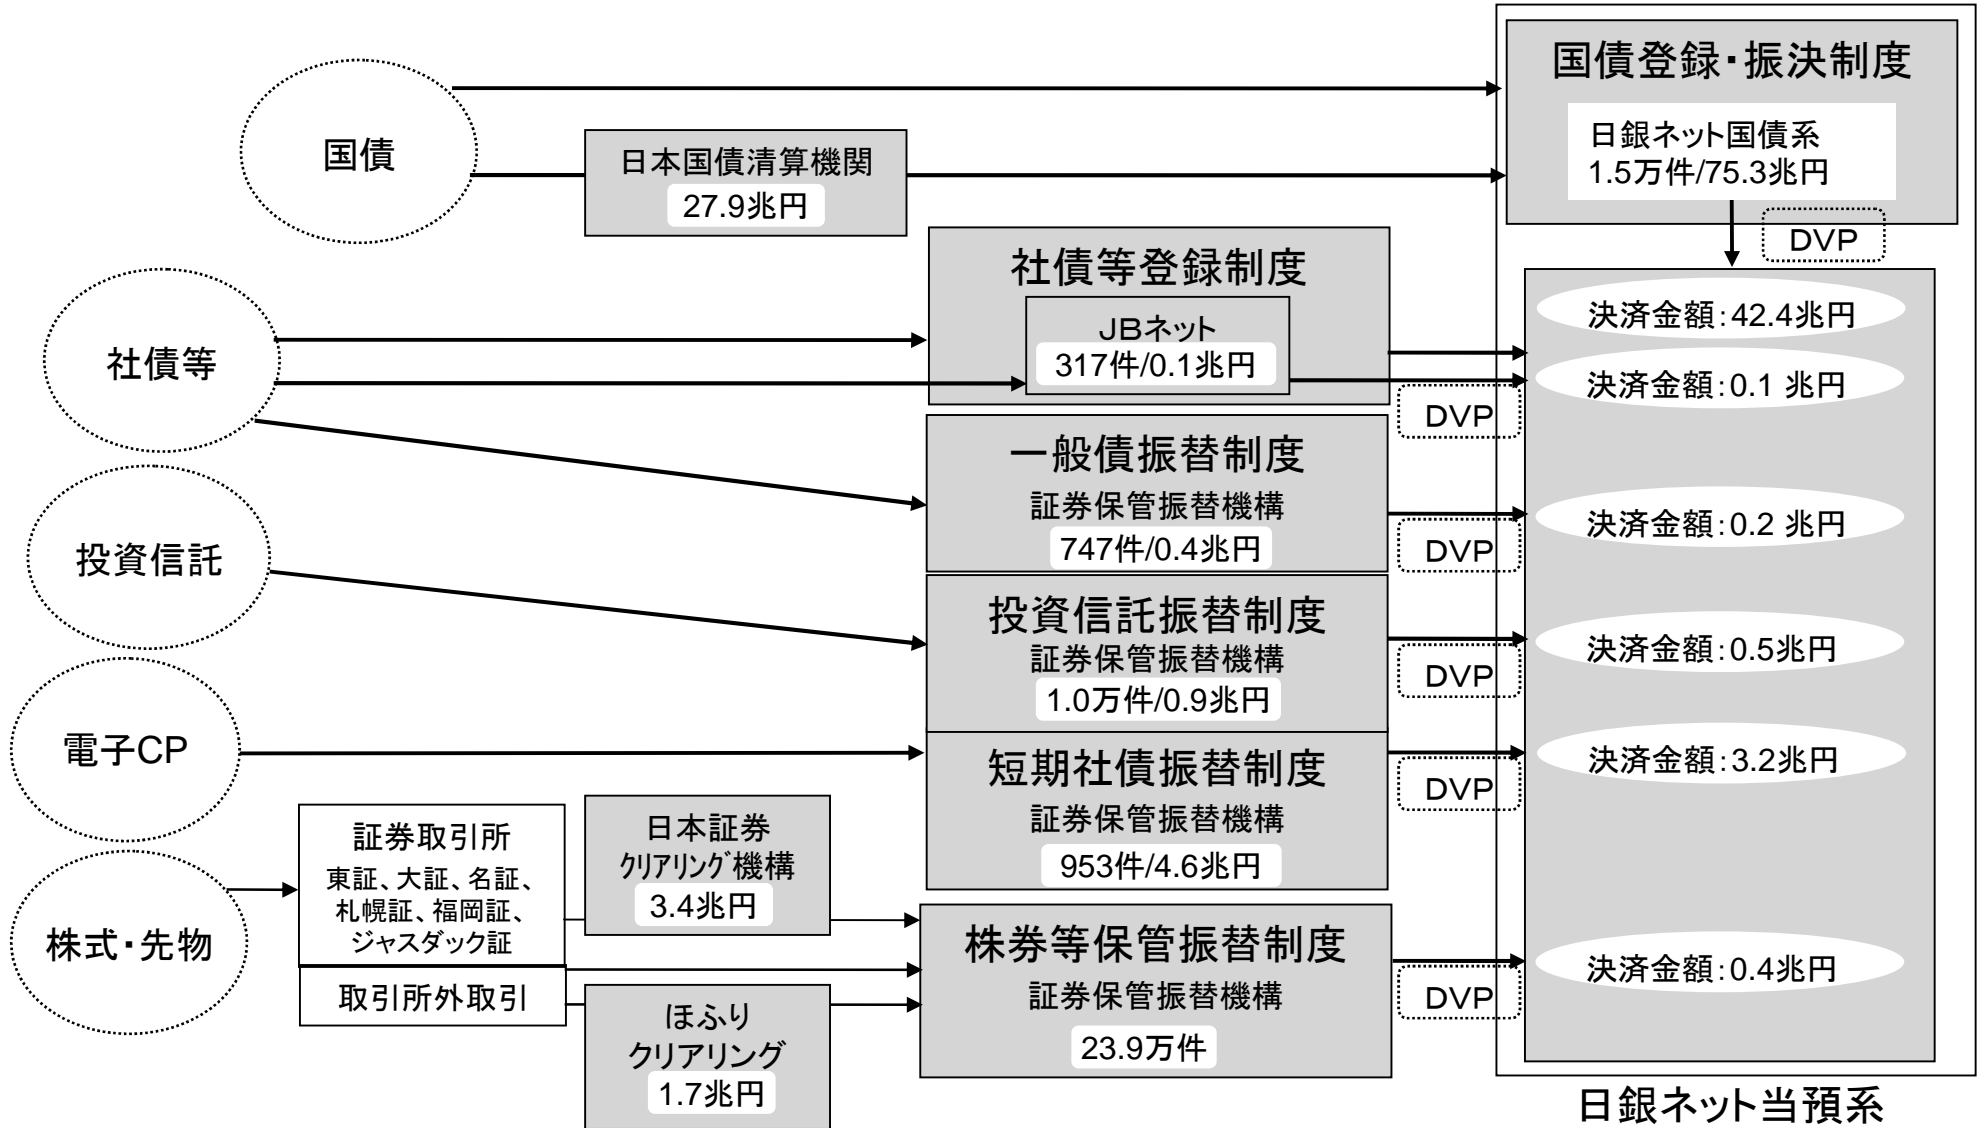 国債登録・振決制度
日銀ネット国債系
1.5万件/75.3兆円
DVP
国債
日本国債清算機関
27.9兆円
社債等
社債等登録制度
JBネット
317件/0.1兆円
DVP
一般債振替制度
証券保管振替機構
747件/0.4兆円
DVP
投資信託
投資信託振替制度
証券保管振替機構
1.0万件/0.9兆円
DVP
電子CP
短期社債振替制度
証券保管振替機構
953件/4.6兆円
DVP
株式・先物
証券取引所
東証、大証、名証、
札幌証、福岡証、
ジャスダック証
取引所外取引
日本証券
クリアリング機構
3.4兆円
ほふり
クリアリング
1.7兆円
株券等保管振替制度
証券保管振替機構
23.9万件
DVP
決済金額:42.4兆円
決済金額:0.1 兆円
決済金額:0.2 兆円
決済金額:0.5兆円
決済金額:3.2兆円
決済金額:0.4兆円
日銀ネット当預系